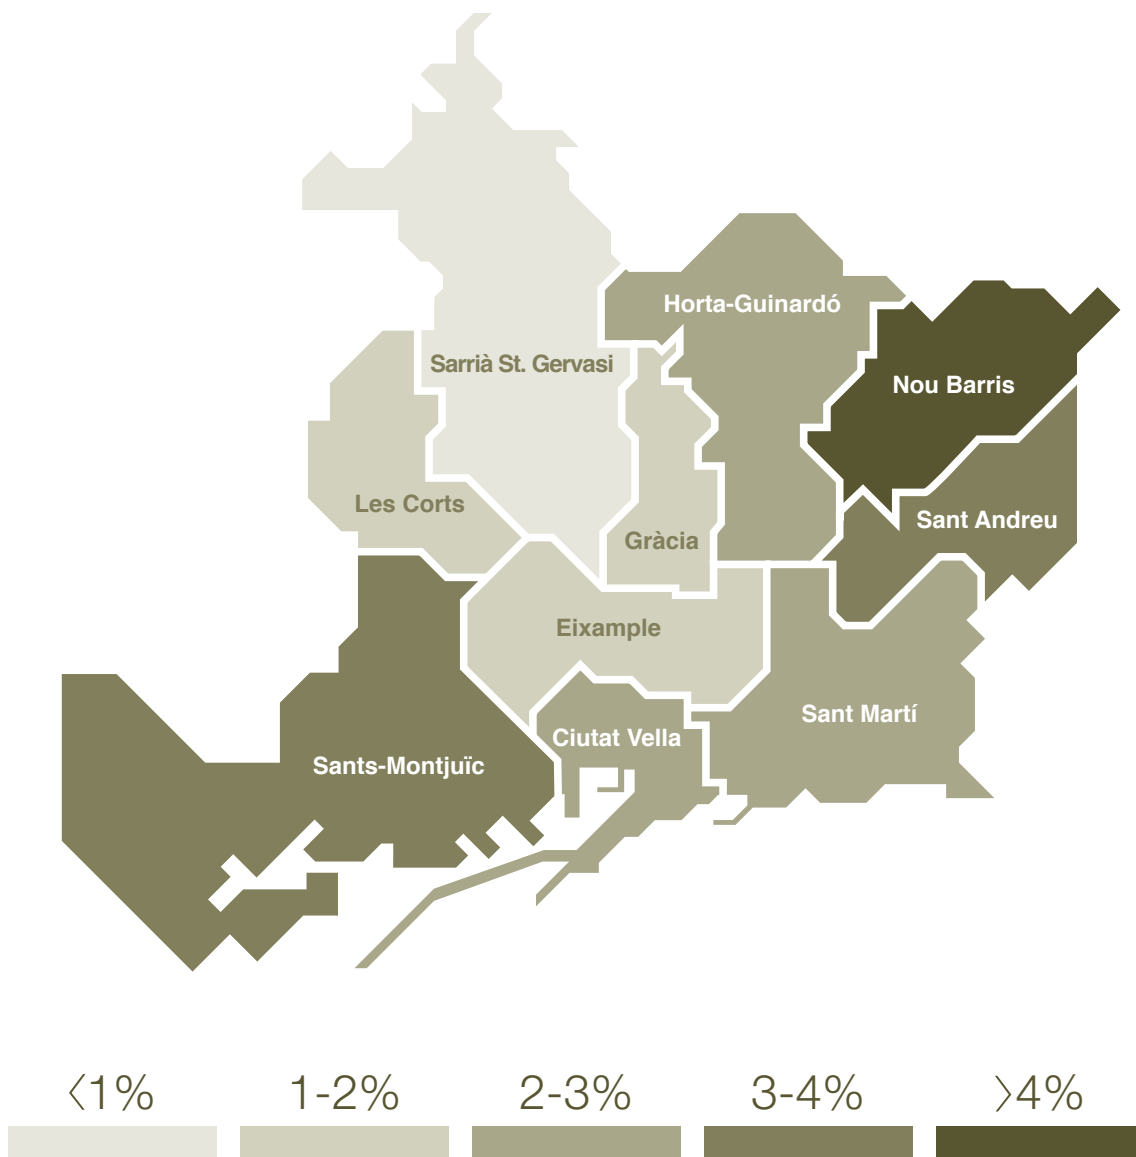 Horta-Guinardó
Sarrià St. Gervasi
Nou Barris
Les Corts
Sant Andreu
Gràcia
Eixample
Sant Martí
Ciutat Vella
Sants-Montjuïc
〈1% 1-2% 2-3% 3-4% 〉4%